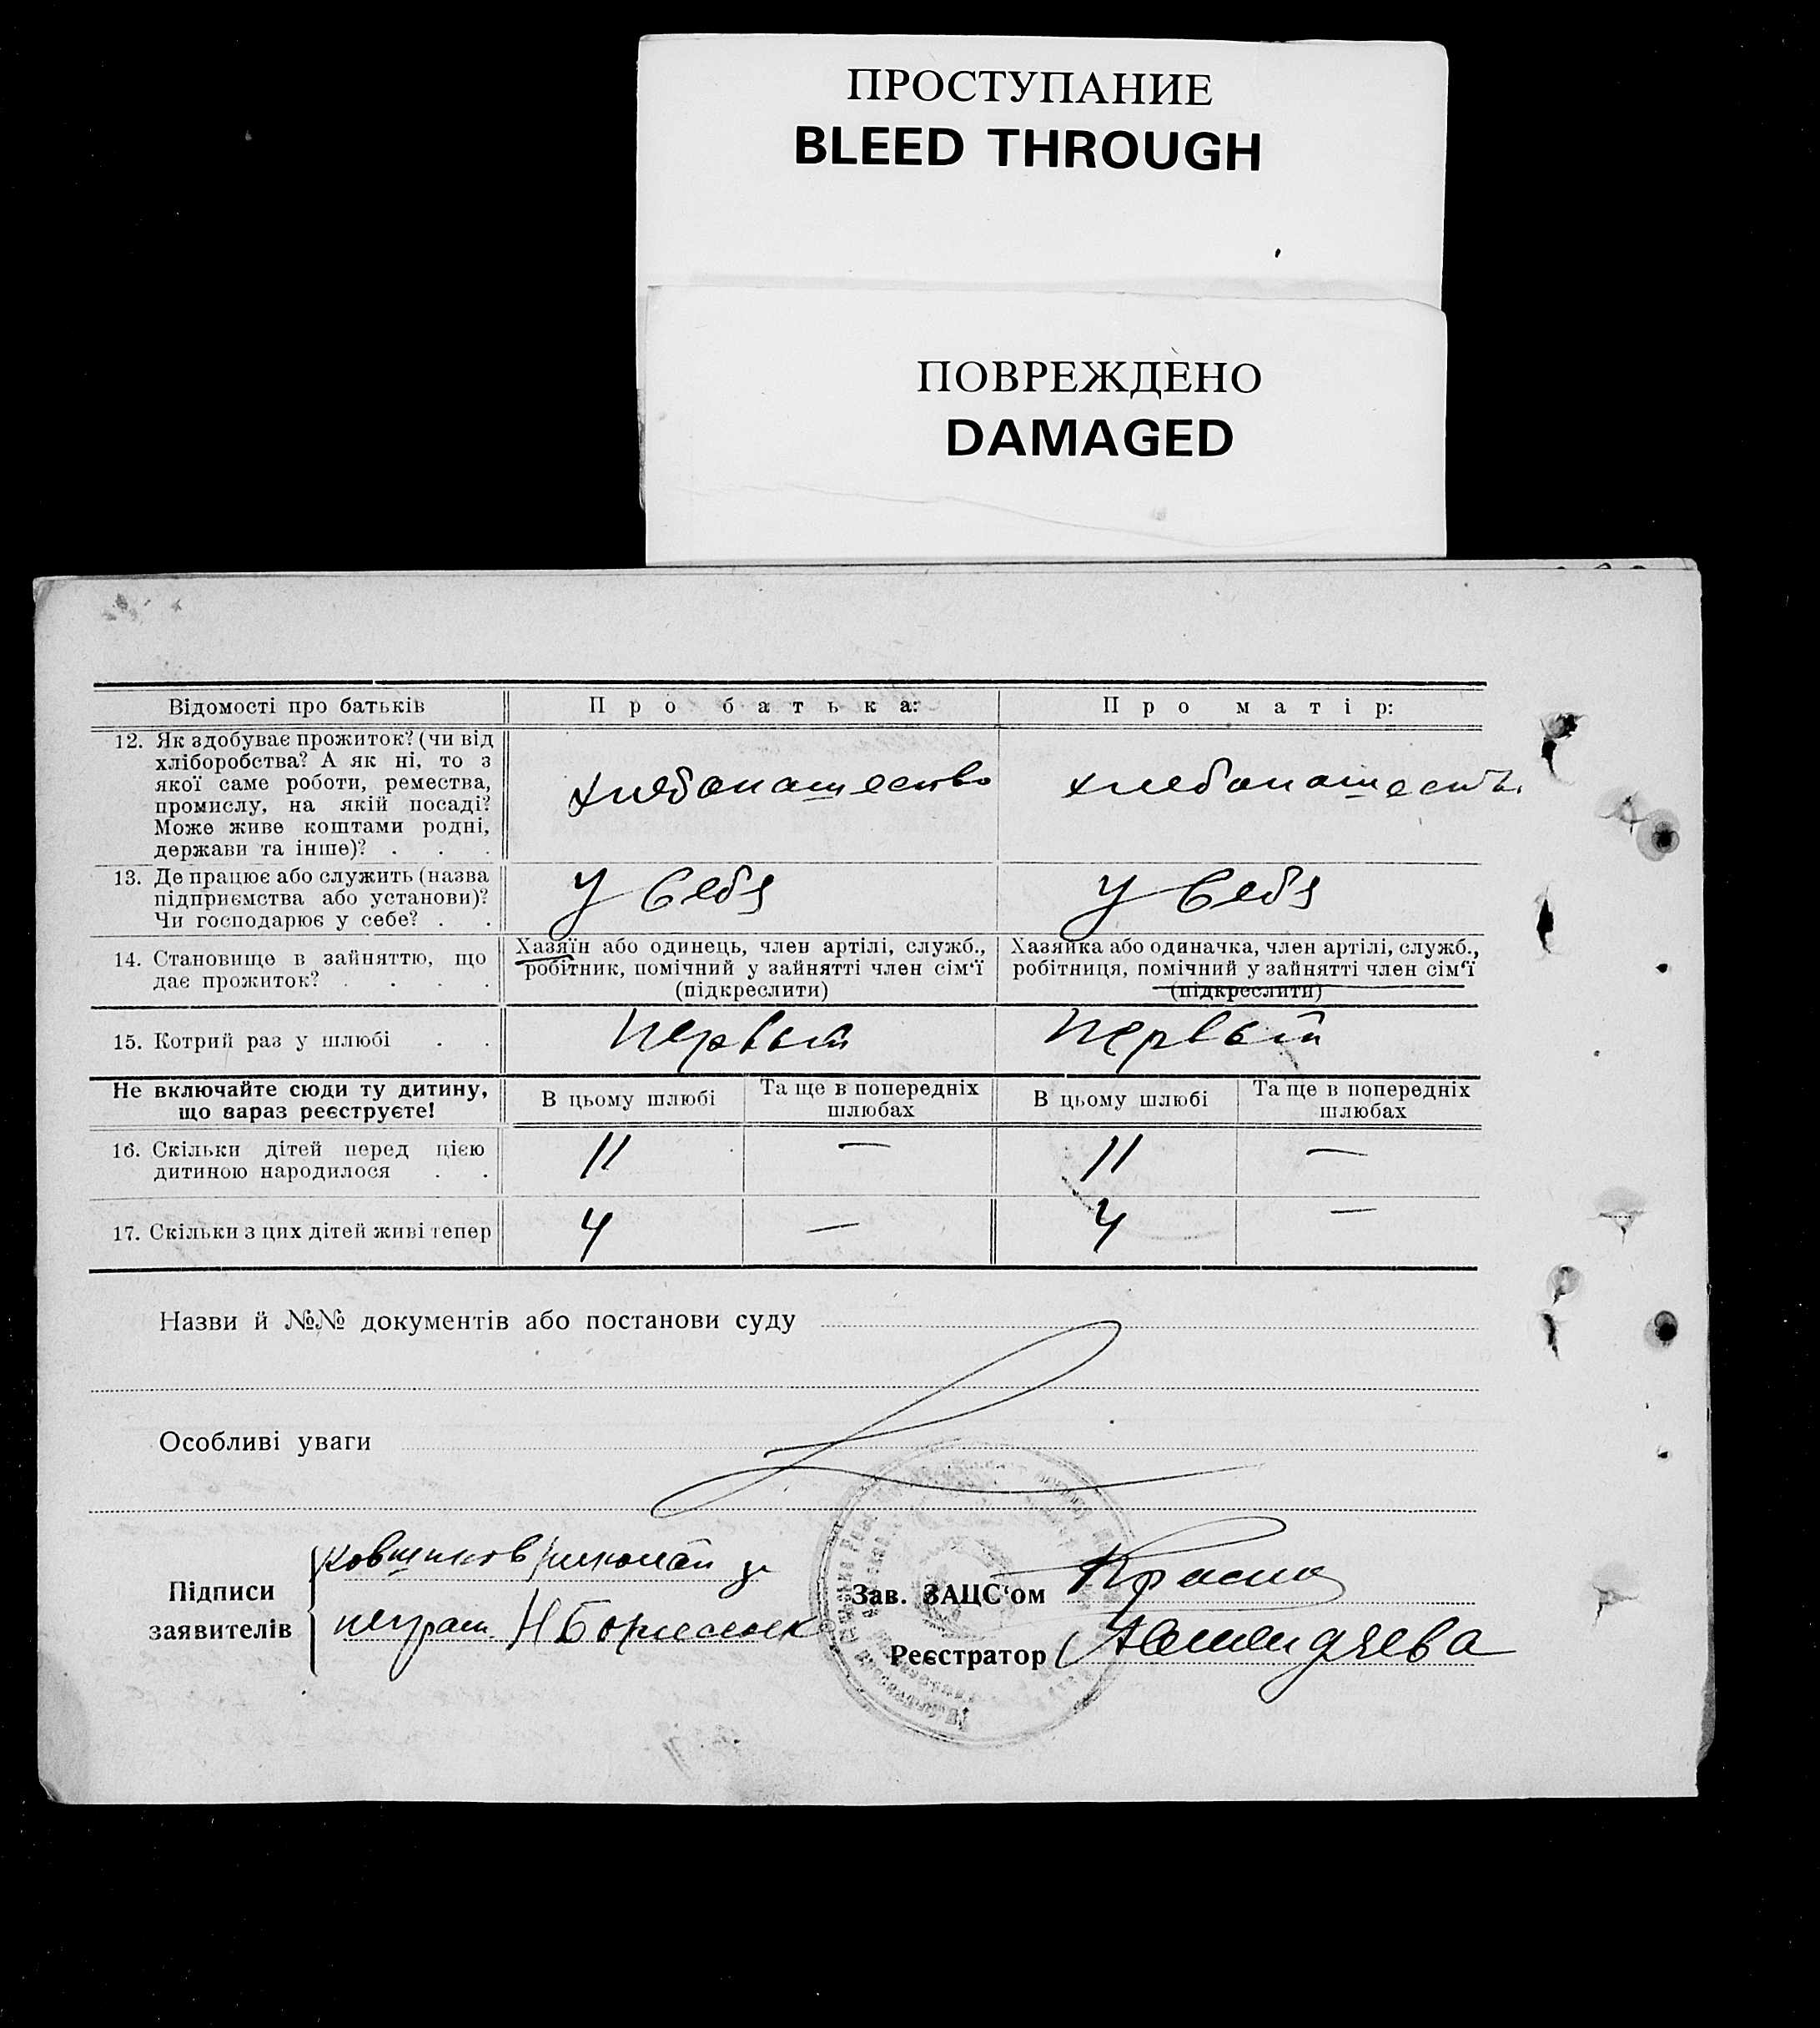 ПРОСТУПАНИЕ
BLEED THROUGH
ПОВРЕЖДЕНО
DAMAGED
Відомості про батьків
Про батька:
Про матір:
12. Як здобуває прожиток? (чи від
хліборобства? А як ні, то з
якої саме роботи, ремества,
промислу, на якій посаді?
Може живе коштами родні,
держави та інше)? . . .
хлебопашество
хлебопашество
13. Де працює або служить (назва
підприємства або установи)?
Чи господарює у себе? . .
У себя
У себя
14. Становище в зайняттю, що
дає прожиток? . . . .
Хазяїн або одинець, член артілі, служб.,
робітник, помічний у зайнятті член сім'ї
(підкреслити)
Хазяйка або одиначка, член артілі, служб.,
робітниця, помічний у зайнятті член сім'ї
(підкреслити)
15. Котрий раз у шлюбі . .
Первый
Первый
Не включайте сюди ту дитину,
що вараз реєструєте!
В цьому шлюбі
Та ще в попередніх
шлюбах
В цьому шлюбі
Та ще в попередніх
шлюбах
16. Скільки дітей перед цією
дитиною народилося . .
11
—
11
—
17. Скільки з цих дітей живі тепер
4
—
4
—
Назви й №№ документів або постанови суду
Особливі уваги
Підписи
заявителів
Ковшиков за
неграм.
Зав. ЗАЦС'ом
Реєстратор